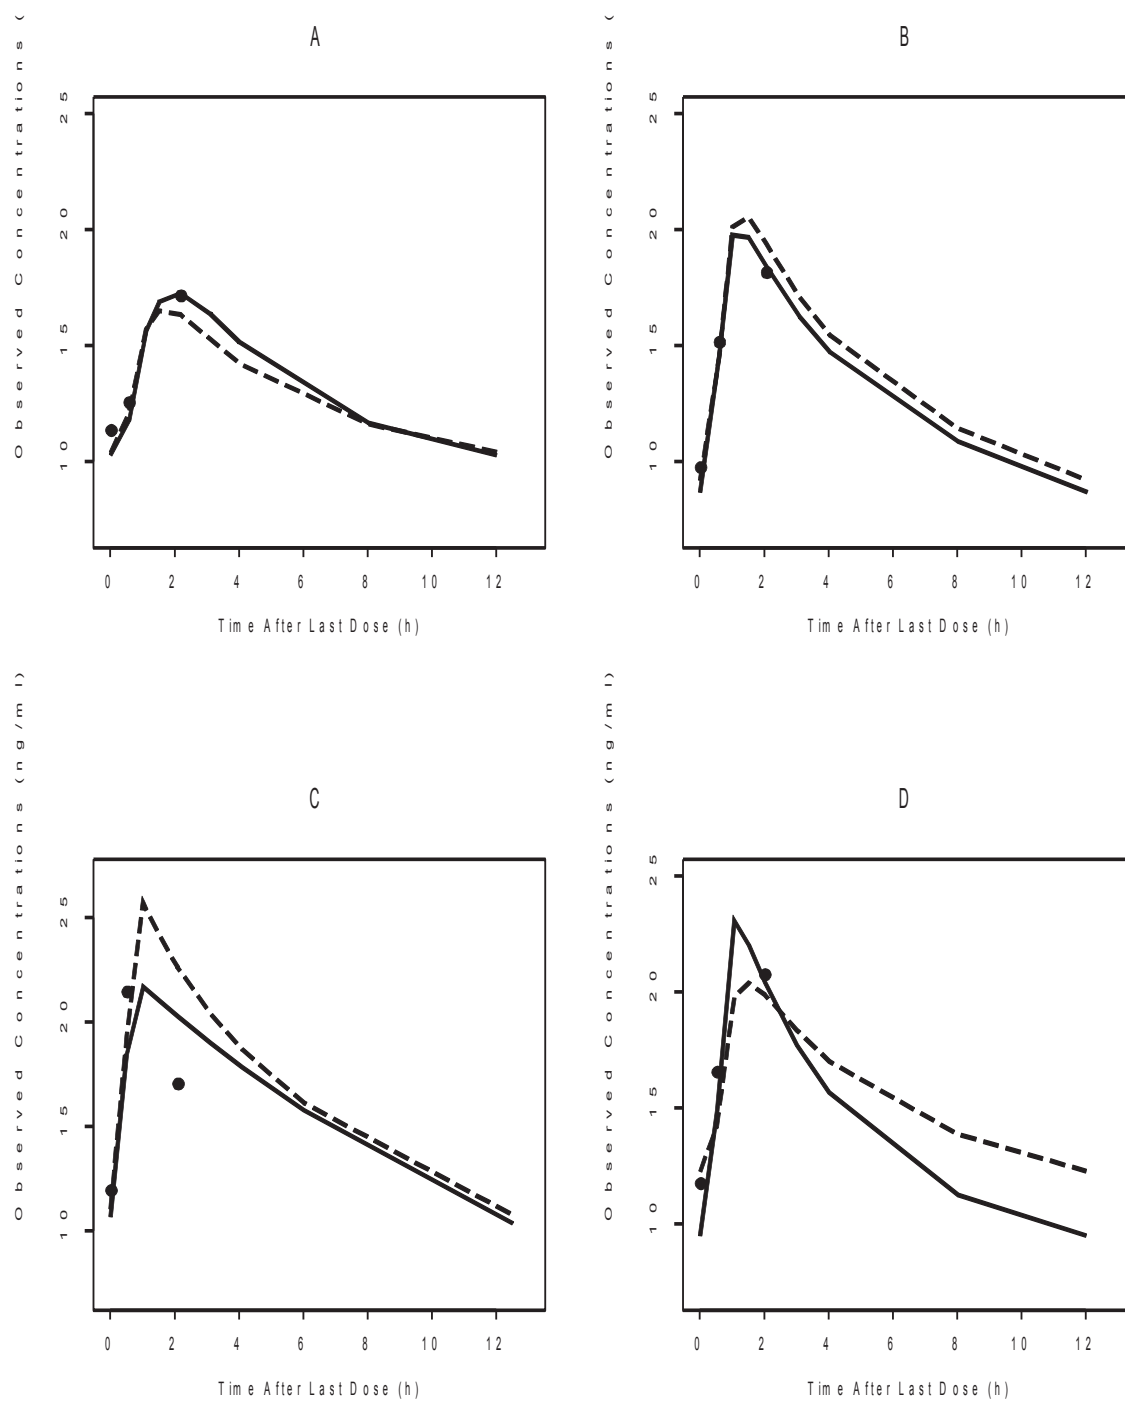 A
Observed Concentrations (
25
20
15
10
0 2 4 6 8 10 12
Time After Last Dose (h)
B
Observed Concentrations (
25
20
15
10
0 2 4 6 8 10 12
Time After Last Dose (h)
C
Observed Concentrations (ng/ml)
25
20
15
10
0 2 4 6 8 10 12
Time After Last Dose (h)
D
Observed Concentrations (ng/ml)
25
20
15
10
0 2 4 6 8 10 12
Time After Last Dose (h)